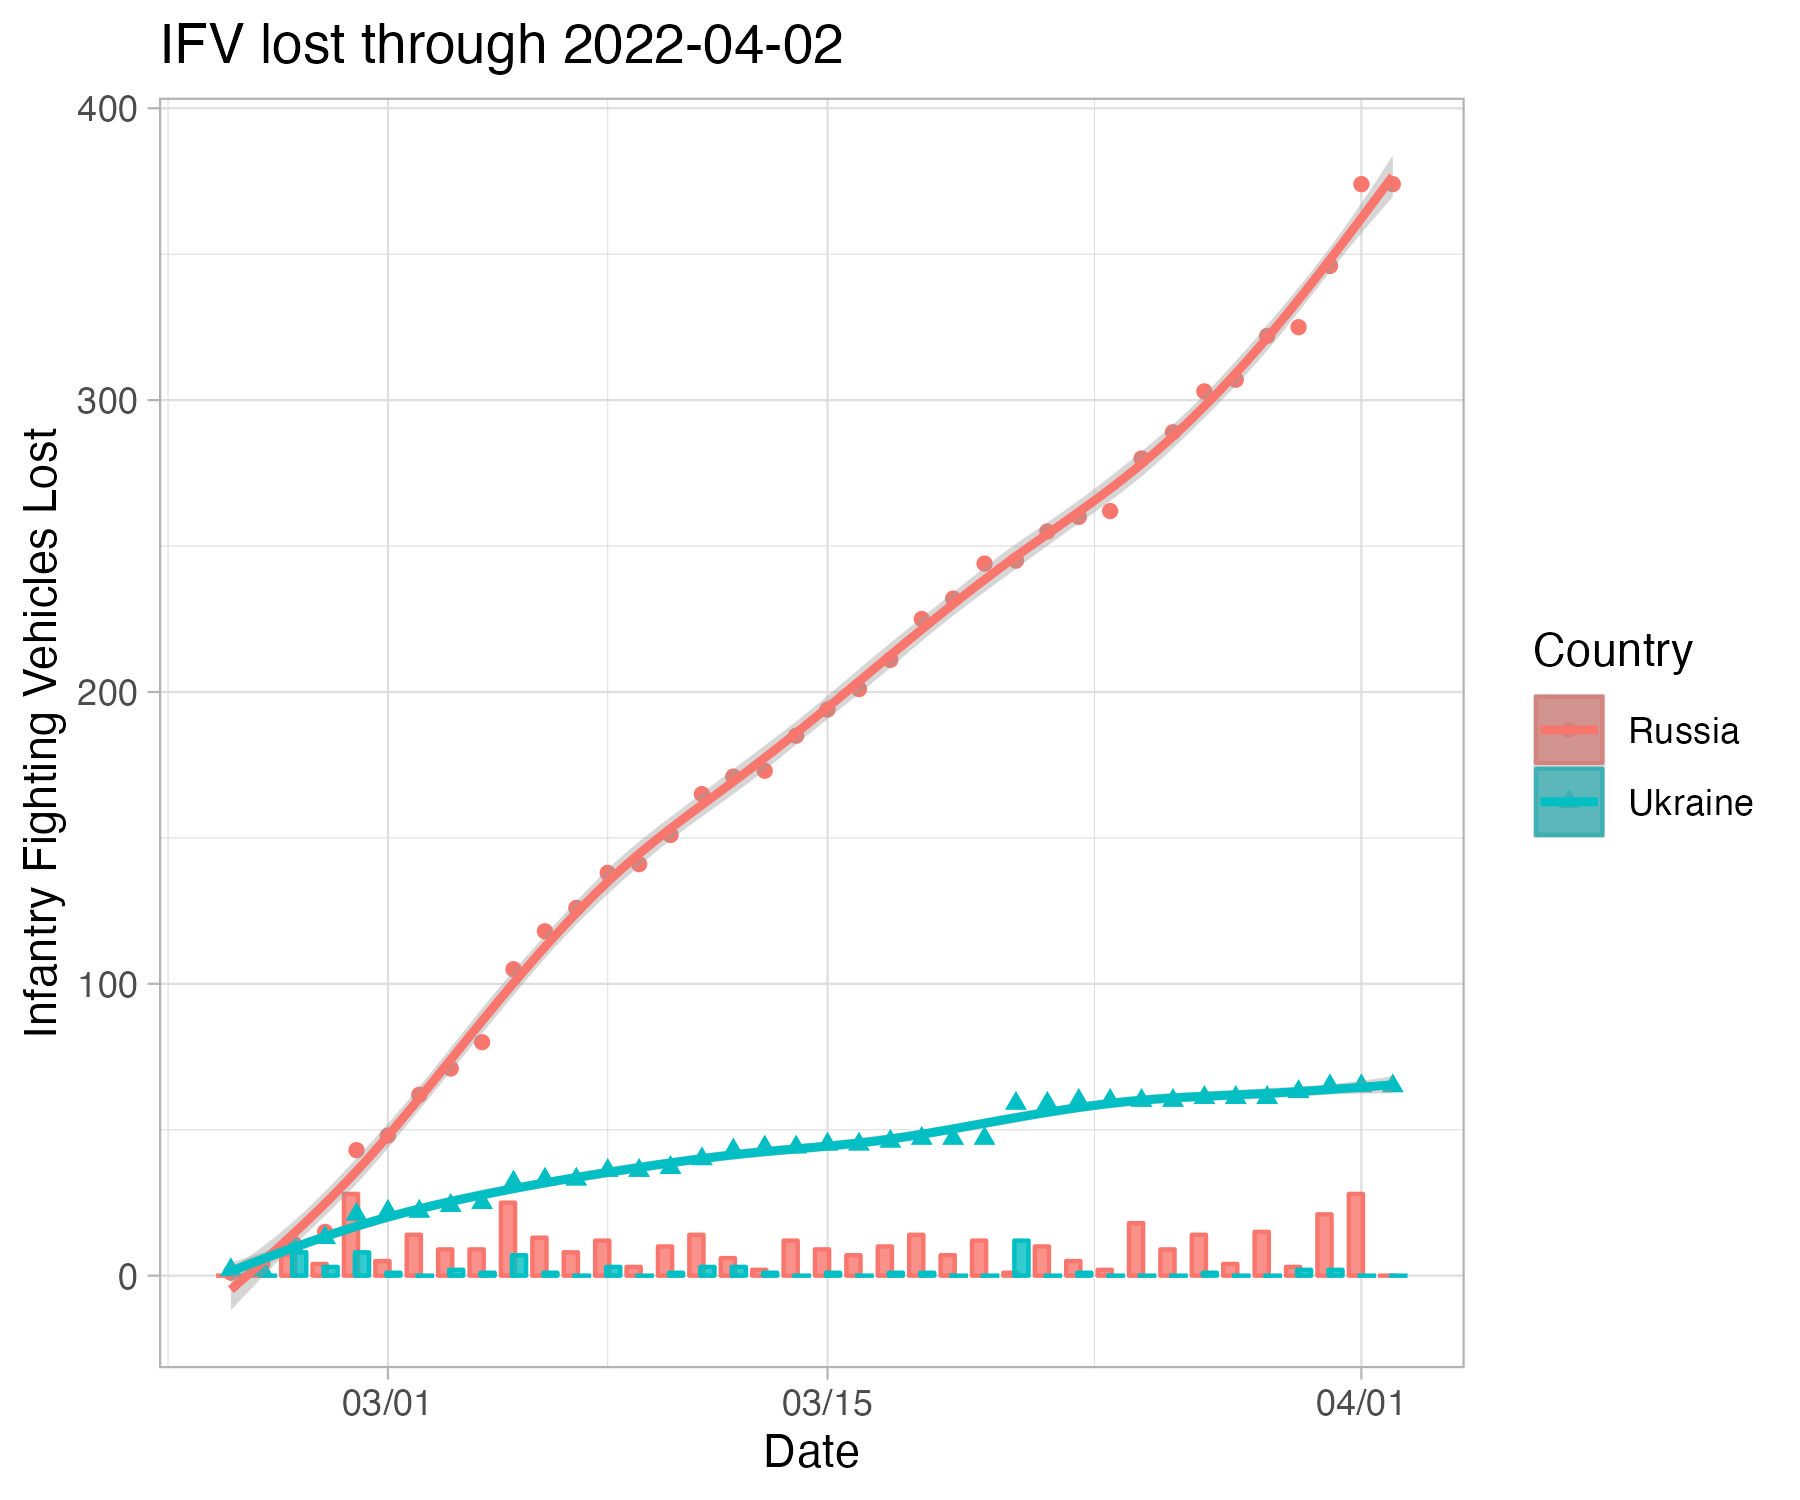 IFV lost through 2022-04-02
Infantry Fighting Vehicles Lost
400
300
200
100
0
03/01
03/15
04/01
Date
Country
Russia
Ukraine